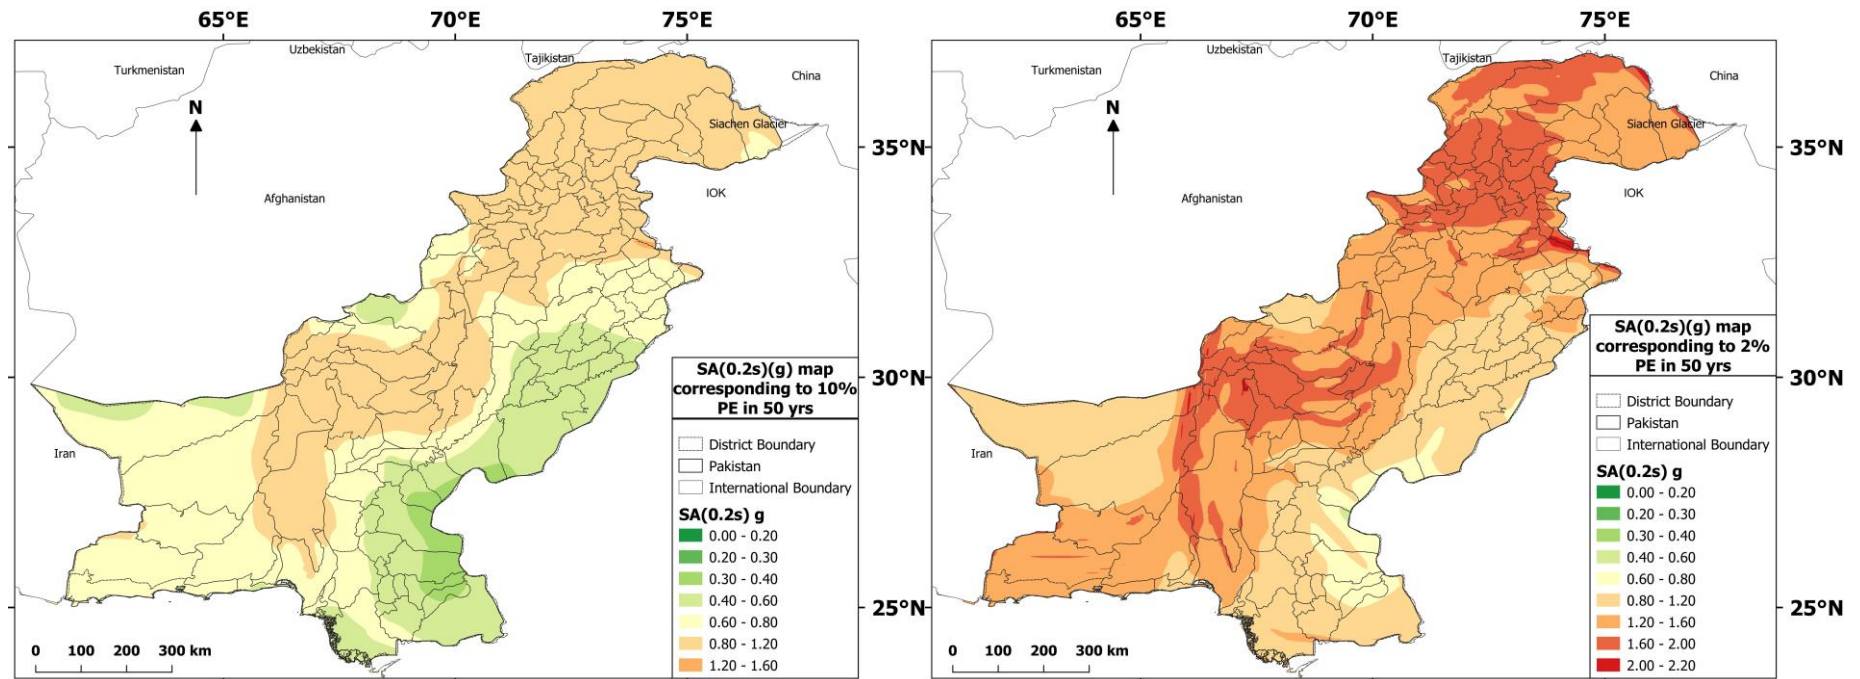 65°E 70°E 75°E
Uzbekistan
Tajikistan
Turkmenistan
China
N
Siachen Glacier
35°N
IOK
Afghanistan
30°N
Iran
25°N
SA(0.2s)(g) map
corresponding to 10%
PE in 50 yrs
District Boundary
Pakistan
International Boundary
SA(0.2s) g
0.00 - 0.20
0.20 - 0.30
0.30 - 0.40
0.40 - 0.60
0.60 - 0.80
0.80 - 1.20
1.20 - 1.60
0 100 200 300 km
65°E 70°E 75°E
Uzbekistan
Tajikistan
Turkmenistan
China
N
Siachen Glacier
35°N
IOK
Afghanistan
30°N
Iran
25°N
SA(0.2s)(g) map
corresponding to 2%
PE in 50 yrs
District Boundary
Pakistan
International Boundary
SA(0.2s) g
0.00 - 0.20
0.20 - 0.30
0.30 - 0.40
0.40 - 0.60
0.60 - 0.80
0.80 - 1.20
1.20 - 1.60
1.60 - 2.00
2.00 - 2.20
0 100 200 300 km